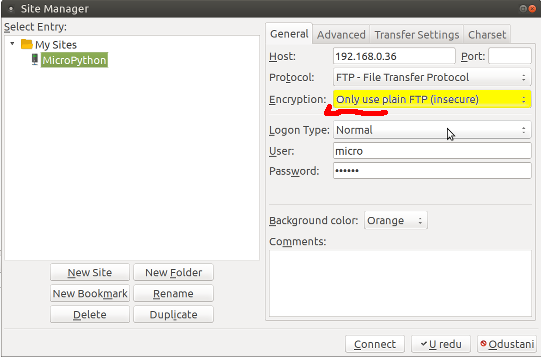 Site Manager
Select Entry:
My Sites
MicroPython
New Site
New Folder
New Bookmark
Rename
Delete
Duplicate
General
Advanced
Transfer Settings
Charset
Host:
192.168.0.36
Port:
Protocol:
FTP - File Transfer Protocol
Encryption:
Only use plain FTP (insecure)
Logon Type:
Normal
User:
micro
Password:
••••••
Background color:
Orange
Comments:
Connect
U redu
Odustani